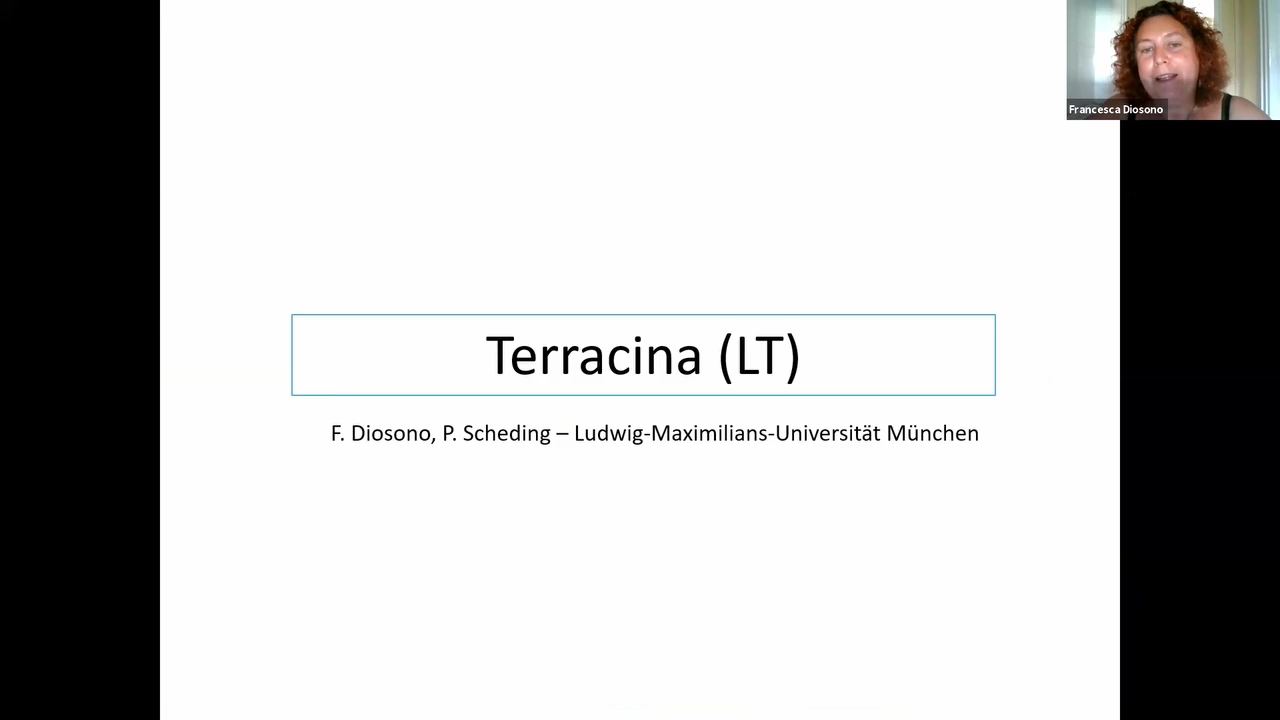 Francesca Diosono
Terracina (LT)
F. Diosono, P. Scheding – Ludwig-Maximilians-Universität München